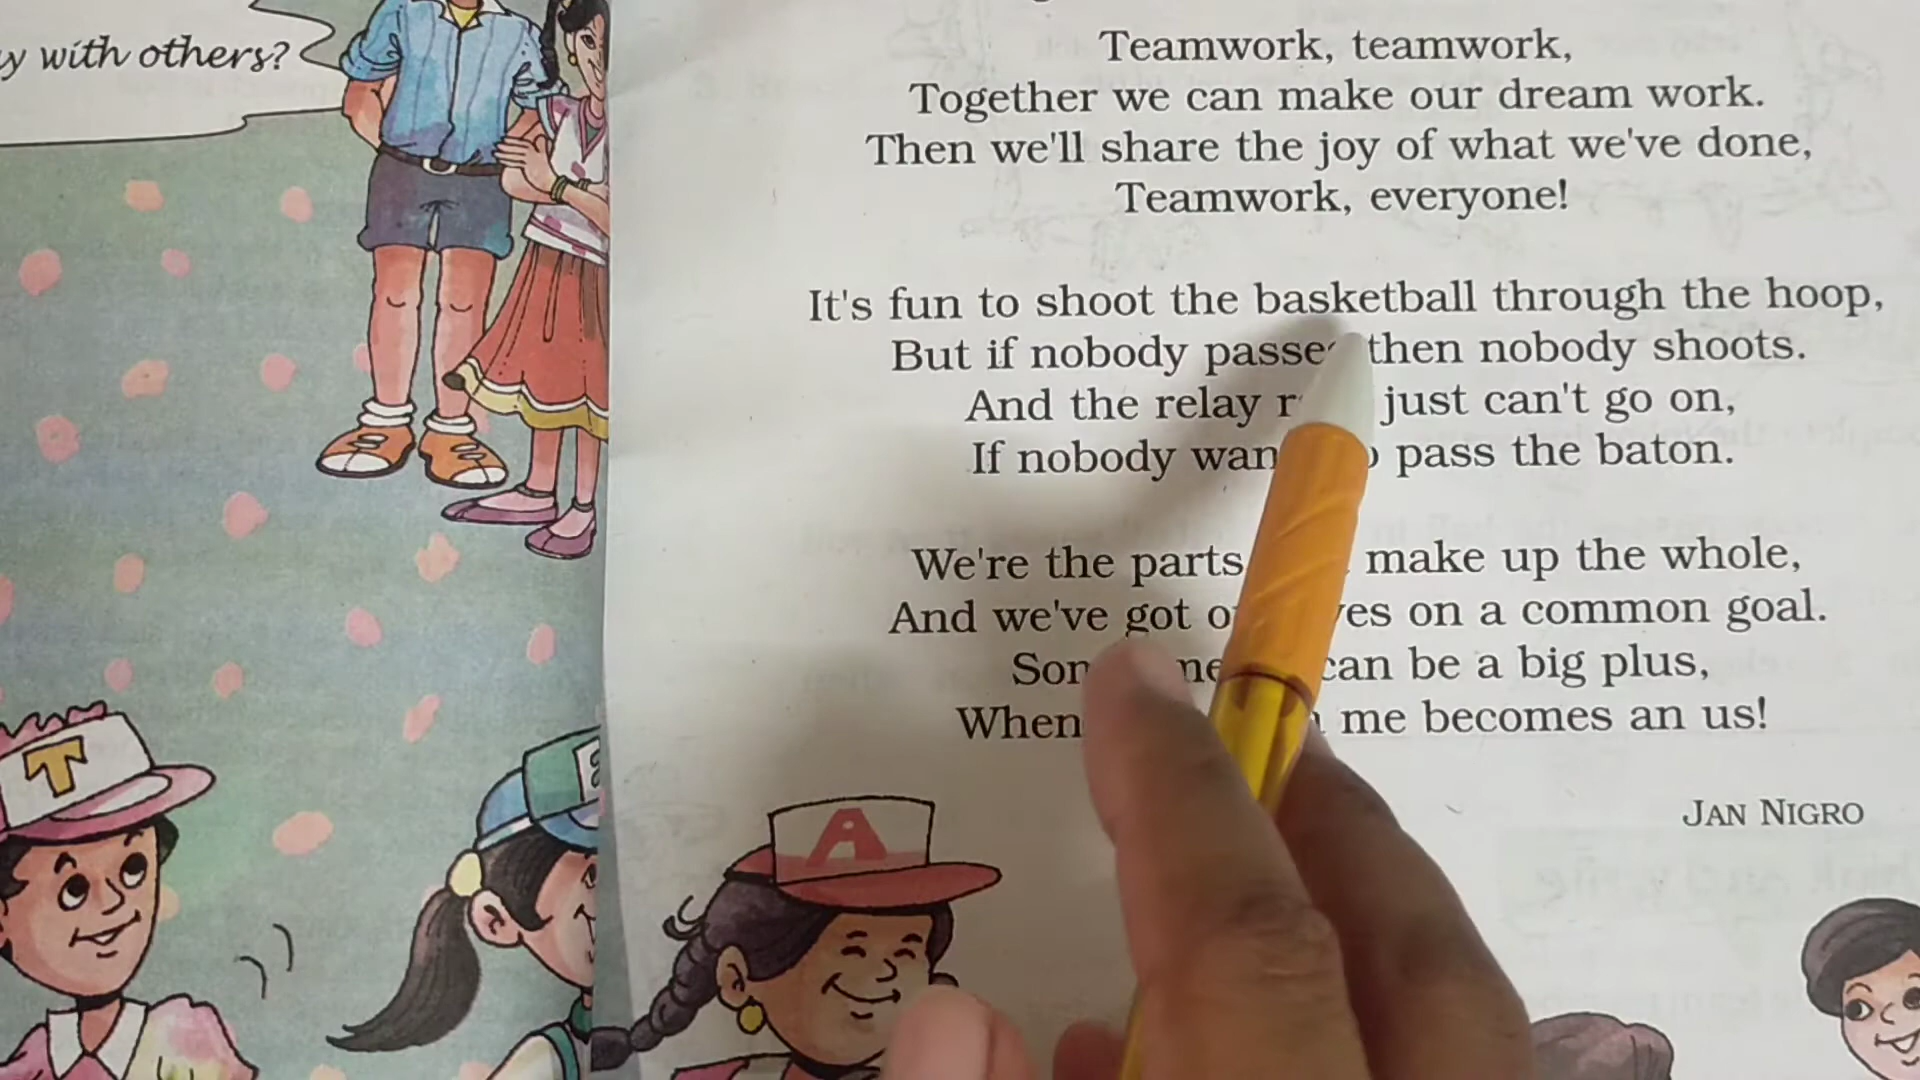 y with others?
Teamwork, teamwork,
Together we can make our dream work.
Then we'll share the joy of what we've done,
Teamwork, everyone!
It's fun to shoot the basketball through the hoop,
But if nobody passes then nobody shoots.
And the relay just can't go on,
If nobody pass the baton.
We're the parts make up the whole,
And we've got on a common goal.
can be a big plus,
When me becomes an us!
JAN NIGRO
T
A